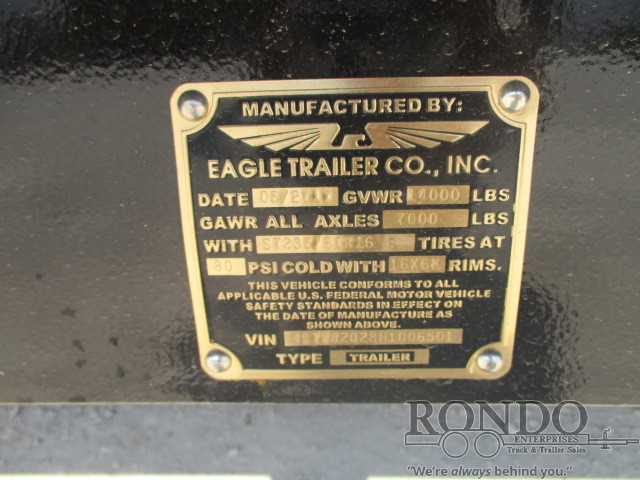 MANUFACTURED BY:
EAGLE TRAILER CO., INC.
DATE GVWR 14000 LBS
GAWR ALL AXLES 7000 LBS
WITH TIRES AT
80 PSI COLD WITH 16X6K RIMS.
THIS VEHICLE CONFORMS TO ALL
APPLICABLE U.S. FEDERAL MOTOR VEHICLE
SAFETY STANDARDS IN EFFECT ON
THE DATE OF MANUFACTURE AS
SHOWN ABOVE.
VIN
TYPE TRAILER
RONDO
ENTERPRISES
Truck & Trailer Sales
"We're always behind you."